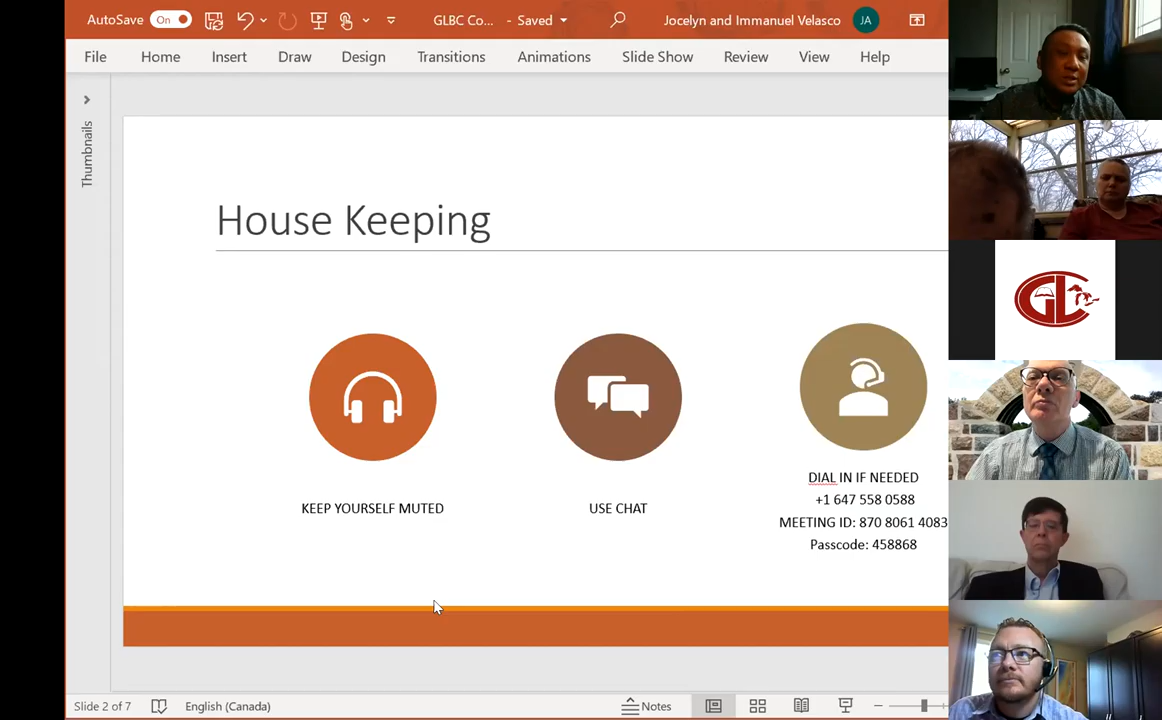 AutoSave On GLBC Co... - Saved Jocelyn and Immanuel Velasco JA
File Home Insert Draw Design Transitions Animations Slide Show Review View Help
Thumbnails
House Keeping
KEEP YOURSELF MUTED
USE CHAT
DIAL IN IF NEEDED
+1 647 558 0588
MEETING ID: 870 8061 4083
Passcode: 458868
GL
Slide 2 of 7 English (Canada) Notes